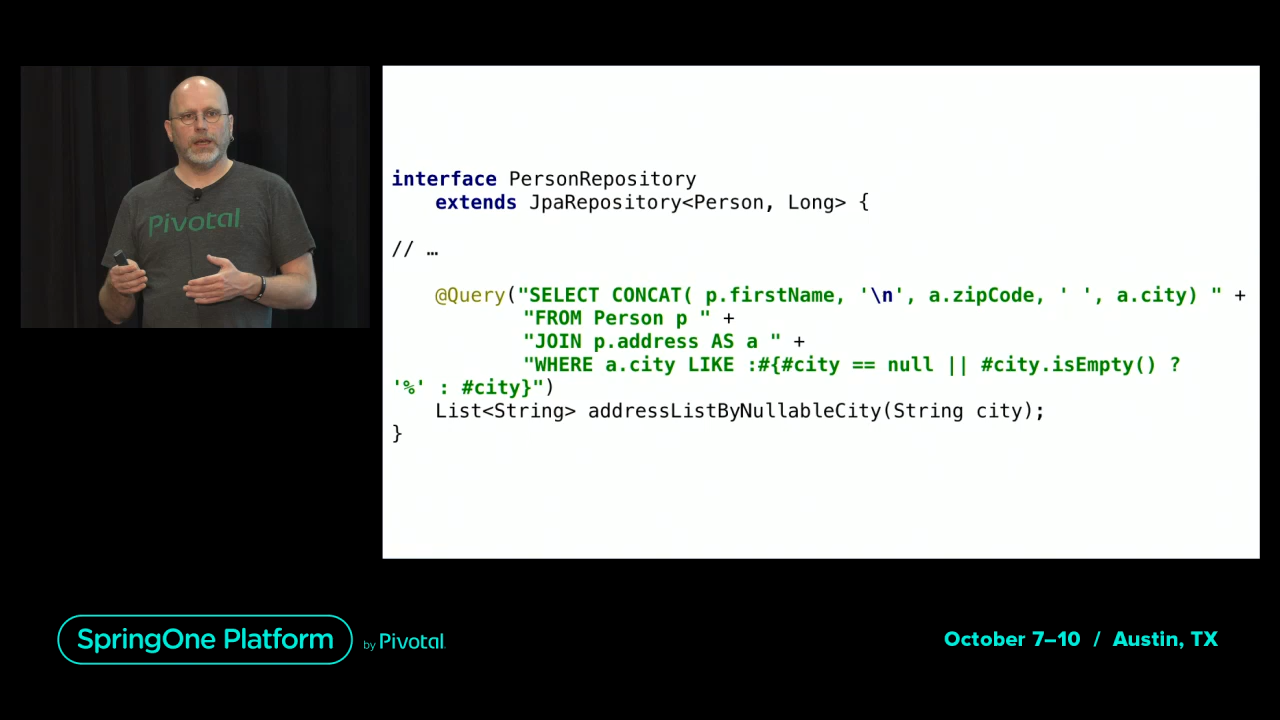 Pivotal
interface PersonRepository
extends JpaRepository<Person, Long> {
// …
@Query("SELECT CONCAT( p.firstName, '\n', a.zipCode, ' ', a.city) " +
"FROM Person p " +
"JOIN p.address AS a " +
"WHERE a.city LIKE :#{#city == null || #city.isEmpty() ?
'%' : #city}")
List<String> addressListByNullableCity(String city);
}
SpringOne Platform by Pivotal
October 7–10 / Austin, TX